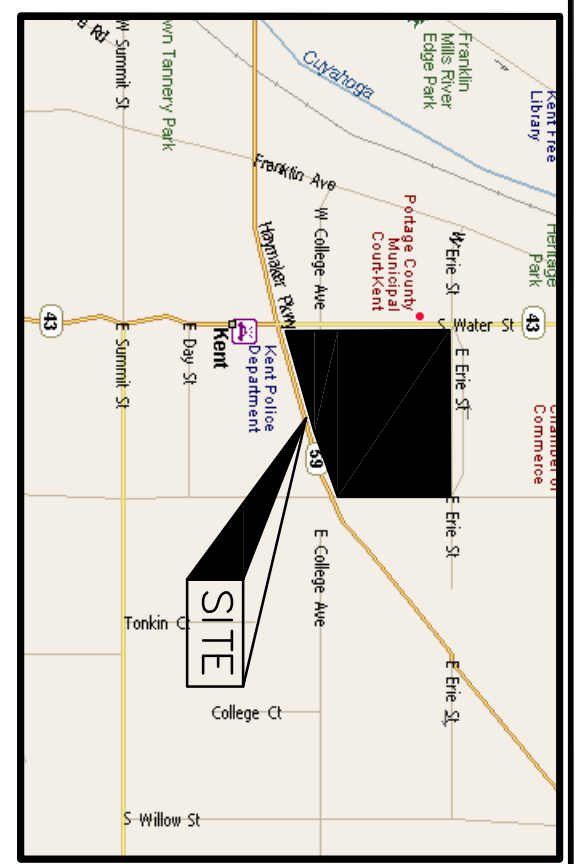 Cuyahoga
Franklin
Mills River
Edge Park
Kent Free
Library
W Summit St
wn Tannery Park
Rd
Franklin Ave
W College Ave
Haymaker Pkwy
Portage County
Municipal
Court-Kent
W Erie St
Heritage
Park
43
S Water St
43
E Summit St
E Day St
Kent
Kent Police
Department
E Erie St
Chamber of
Commerce
59
E Erie St
E College Ave
SITE
Tonkin Ct
College Ct
E Erie St
S Willow St